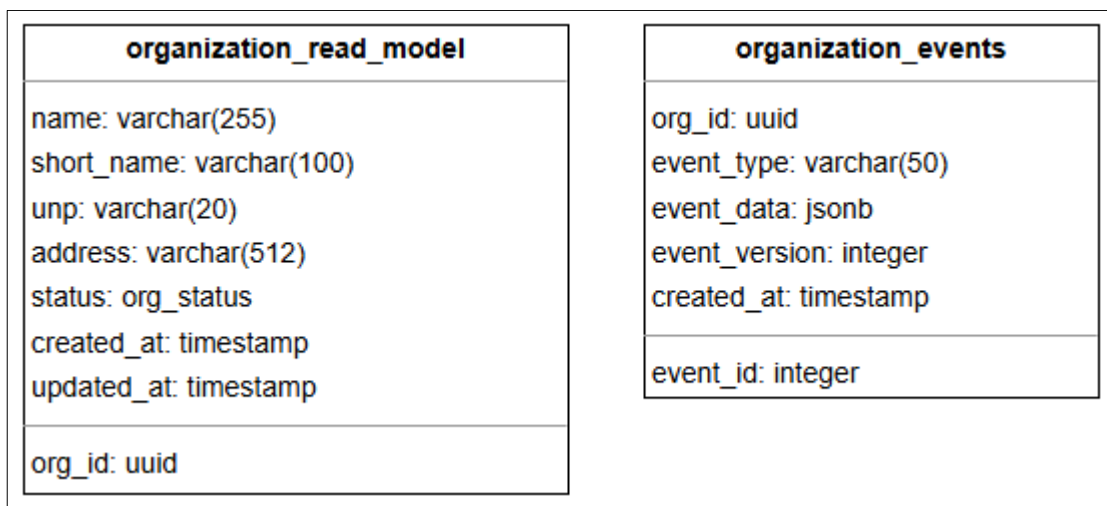 organization_read_model
name: varchar(255)
short_name: varchar(100)
unp: varchar(20)
address: varchar(512)
status: org_status
created_at: timestamp
updated_at: timestamp
org_id: uuid
organization_events
org_id: uuid
event_type: varchar(50)
event_data: jsonb
event_version: integer
created_at: timestamp
event_id: integer